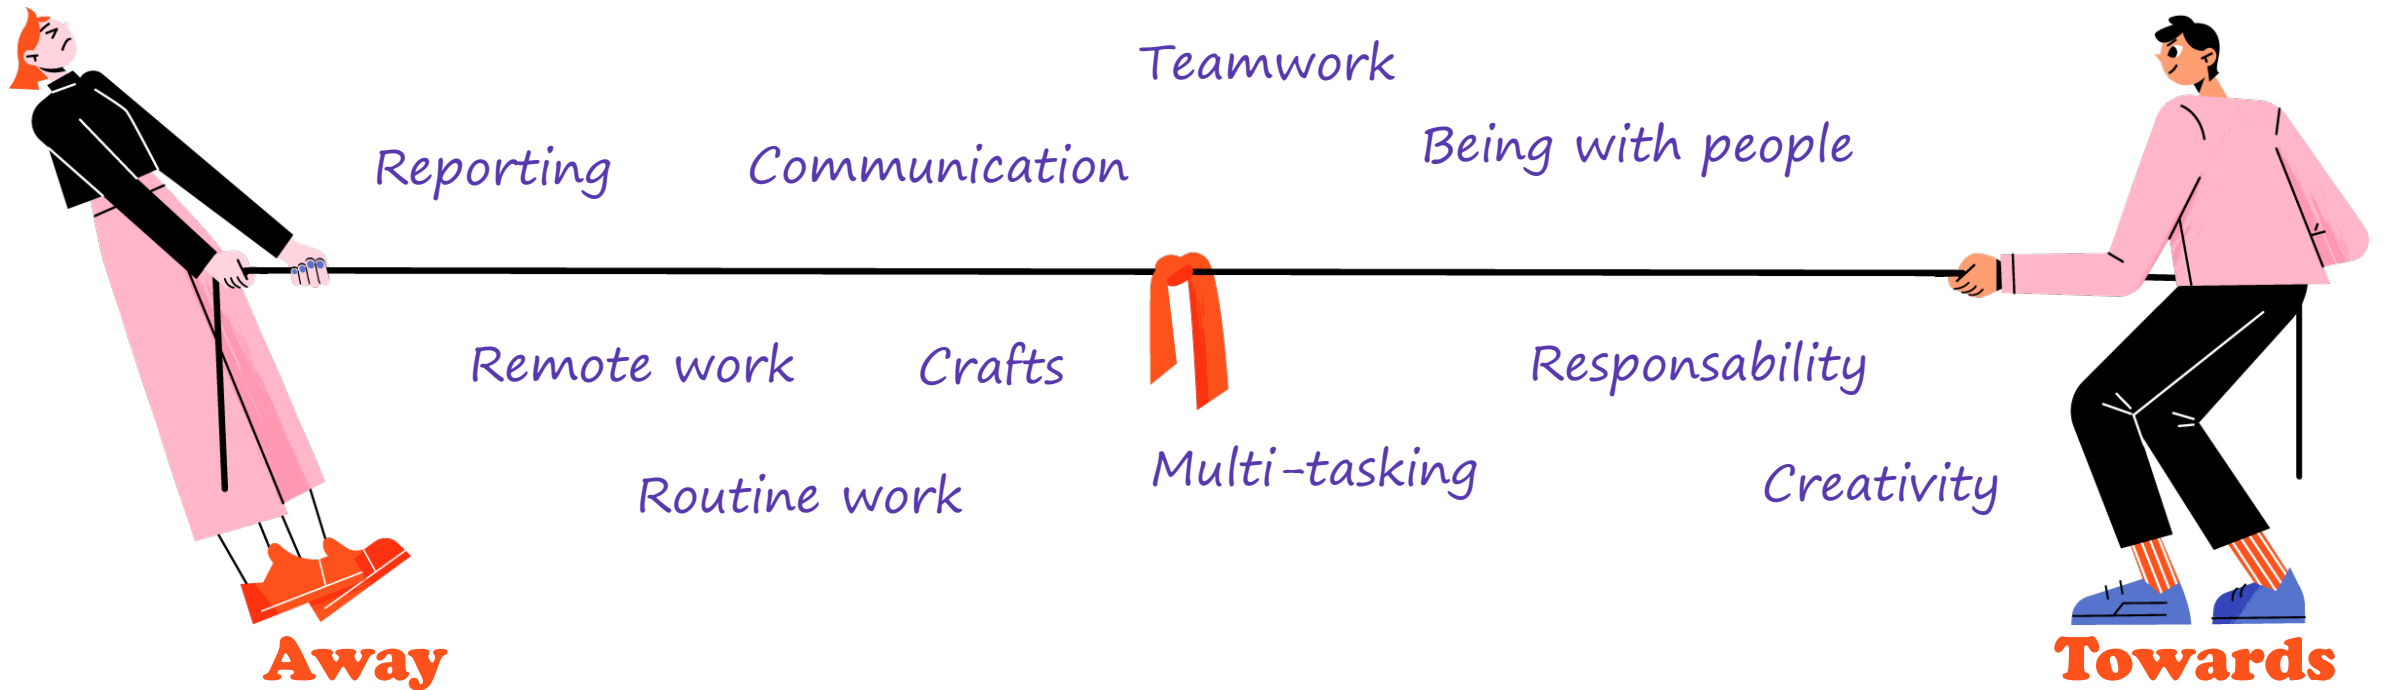 Teamwork
Being with people
Reporting
Communication
Remote work
Crafts
Responsability
Routine work
Multi-tasking
Creativity
Away
Towards